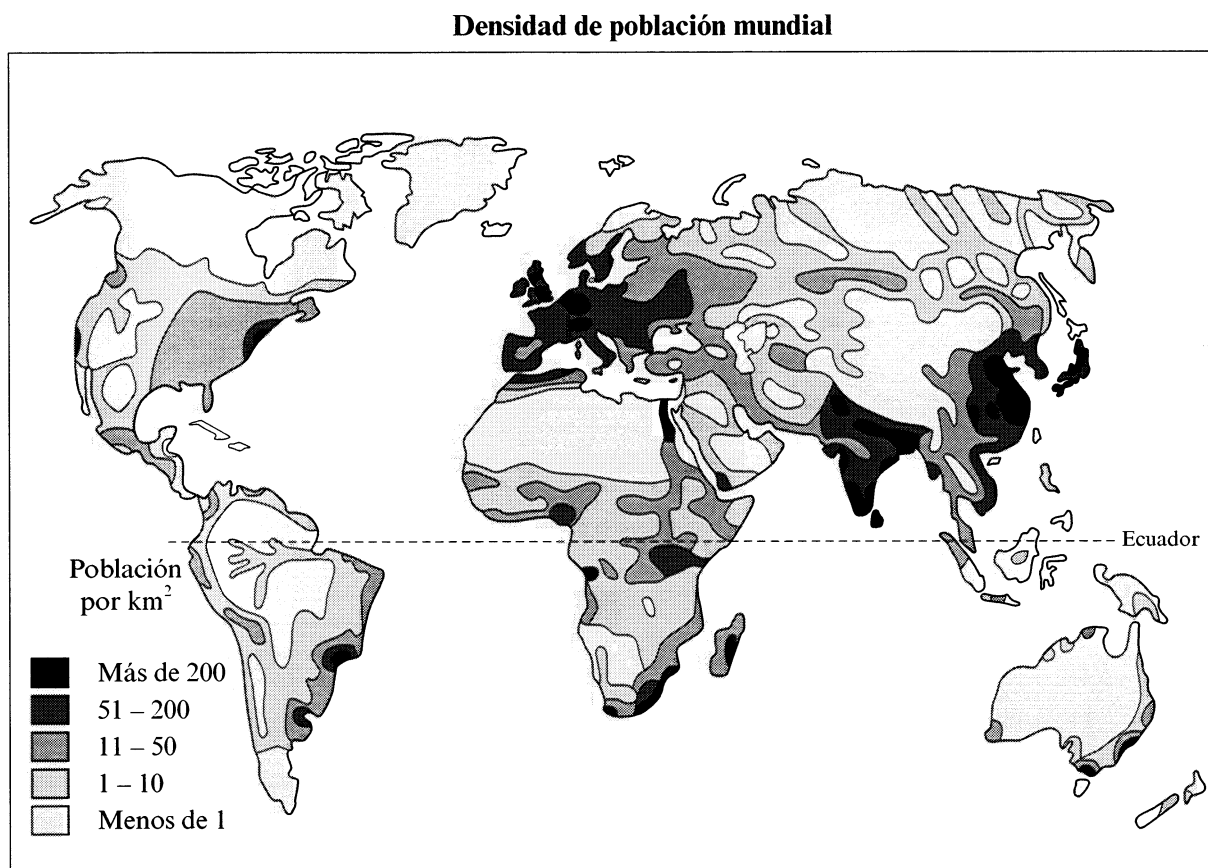 Densidad de población mundial
Ecuador
Población
por km²
Más de 200
51 – 200
11 – 50
1 – 10
Menos de 1